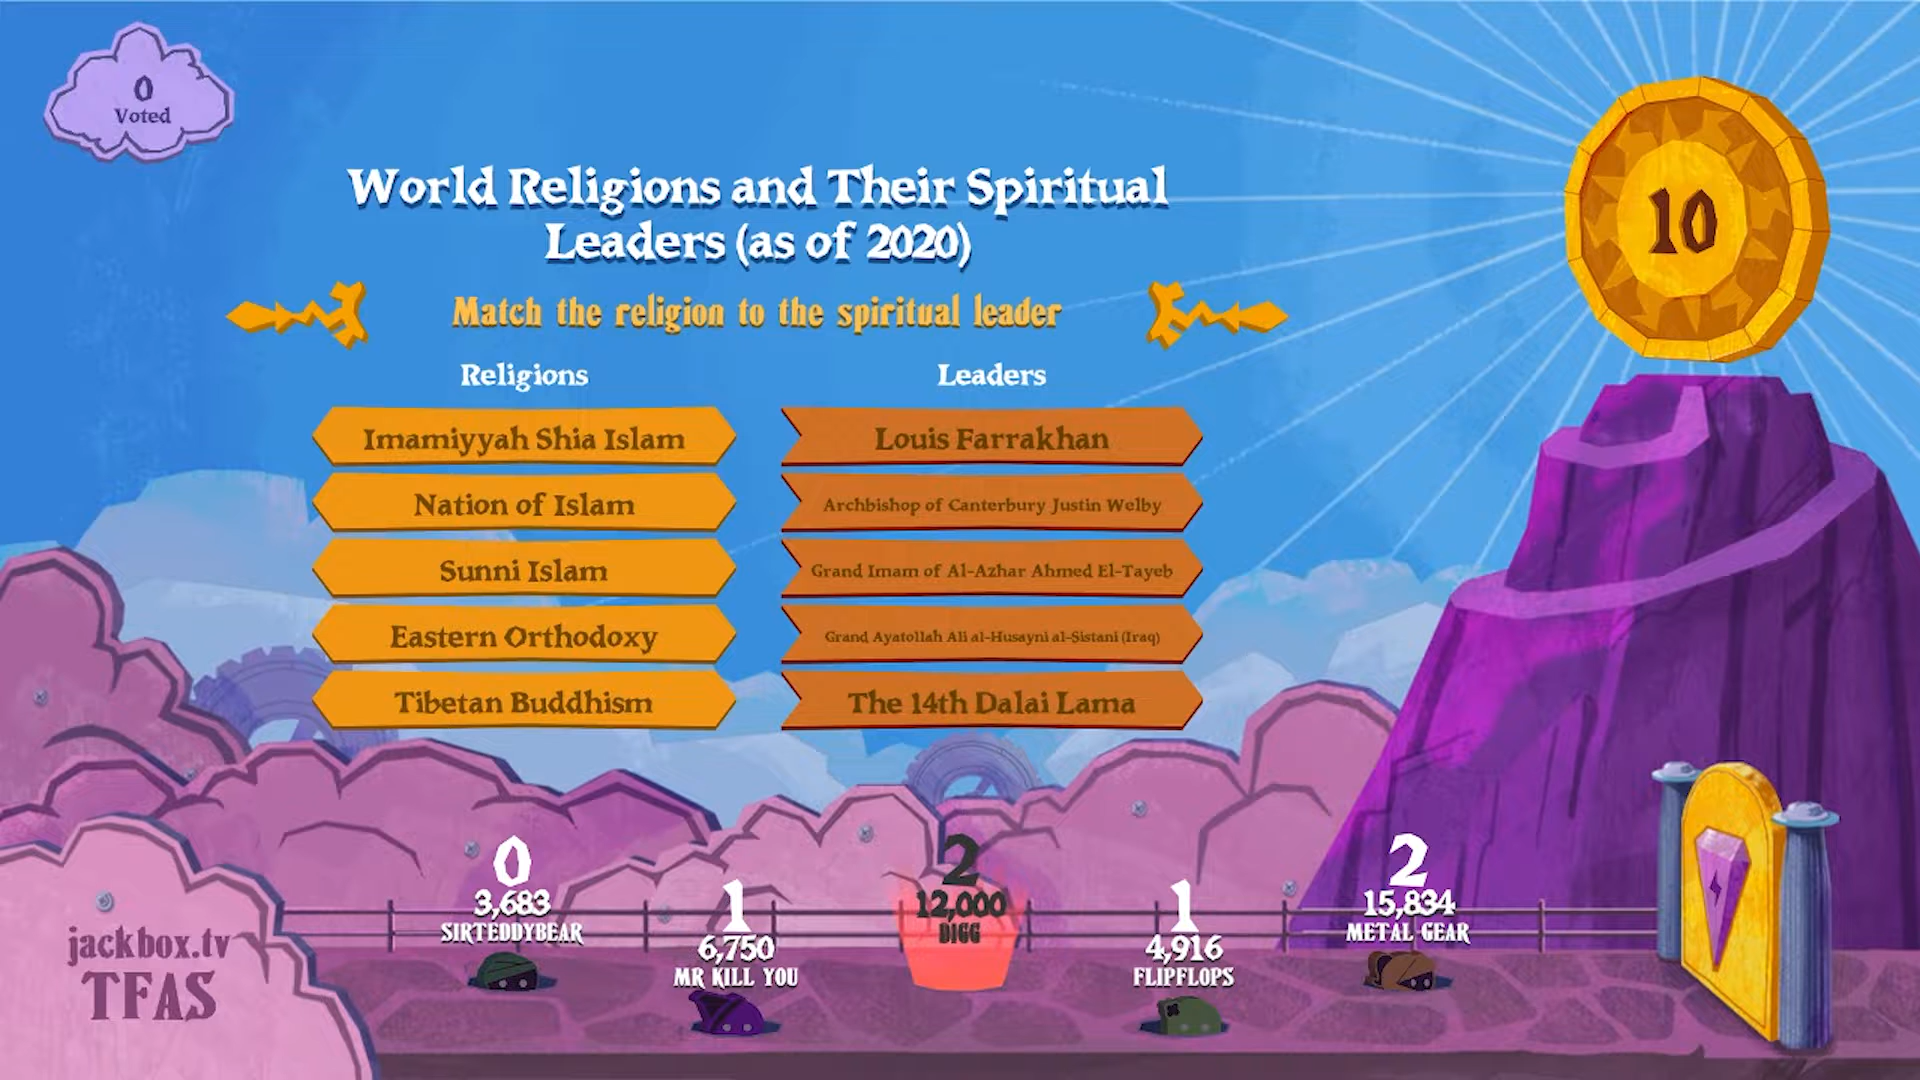 0
Voted
World Religions and Their Spiritual
Leaders (as of 2020)
10
Match the religion to the spiritual leader
Religions
Leaders
Imamiyyah Shia Islam
Louis Farrakhan
Nation of Islam
Archbishop of Canterbury Justin Welby
Sunni Islam
Grand Imam of Al-Azhar Ahmed El-Tayeb
Eastern Orthodoxy
Grand Ayatollah Ali al-Husayni al-Sistani (Iraq)
Tibetan Buddhism
The 14th Dalai Lama
0
3,683
SIRTEDDYBEAR
1
6,750
MR KILL YOU
2
12,000
DIGG
1
4,916
FLIPFLOPS
2
15,834
METAL GEAR
jackbox.tv
TFAS